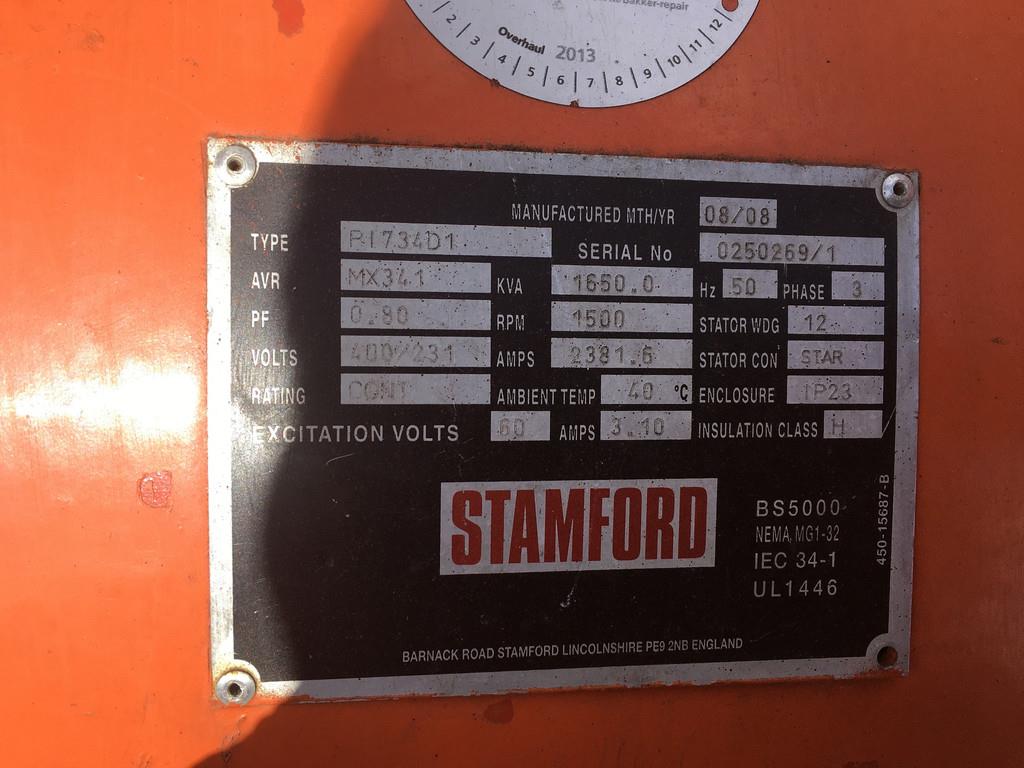 Bakker-repair
2 3 4 5 6 7 8 9 10 11 12
Overhaul 2013
MANUFACTURED MTH/YR 08/08
TYPE PI734D1 SERIAL No 0250269/1
AVR MX341 KVA 1650.0 Hz 50 PHASE 3
PF 0.80 RPM 1500 STATOR WDG 12
VOLTS 400/231 AMPS 2381.6 STATOR CON STAR
RATING CONT AMBIENT TEMP 40 °C ENCLOSURE IP23
EXCITATION VOLTS 60 AMPS 3.10 INSULATION CLASS H
STAMFORD
BS5000
NEMA, MG1-32
IEC 34-1
UL1446
450-15687-B
BARNACK ROAD STAMFORD LINCOLNSHIRE PE9 2NB ENGLAND